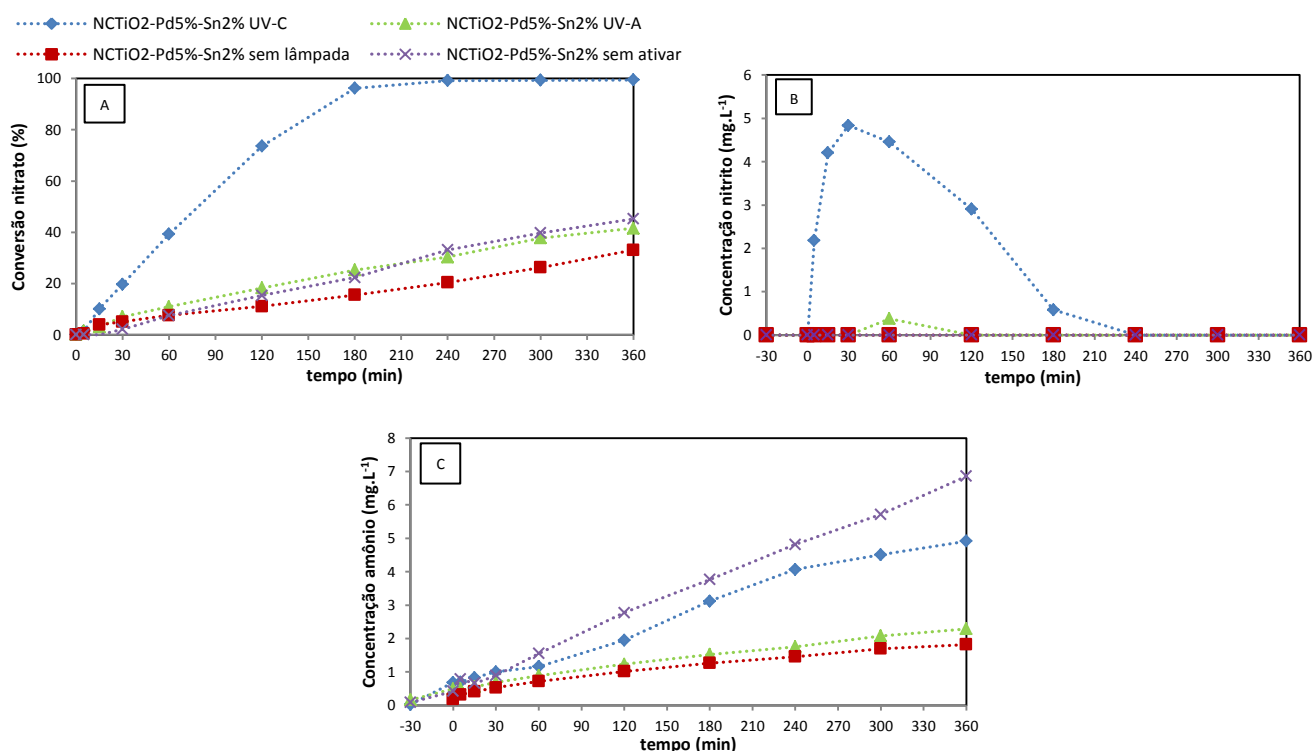 NCTiO2-Pd5%-Sn2% UV-C
NCTiO2-Pd5%-Sn2% UV-A
NCTiO2-Pd5%-Sn2% sem lâmpada
NCTiO2-Pd5%-Sn2% sem ativar
A
Conversão nitrato (%)
100
80
60
40
20
0
0 30 60 90 120 150 180 210 240 270 300 330 360
tempo (min)
B
Concentração nitrito (mg.L-1)
6
5
4
3
2
1
0
-30 0 30 60 90 120 150 180 210 240 270 300 330 360
tempo (min)
C
Concentração amônio (mg.L-1)
8
7
6
5
4
3
2
1
0
-30 0 30 60 90 120 150 180 210 240 270 300 330 360
tempo (min)